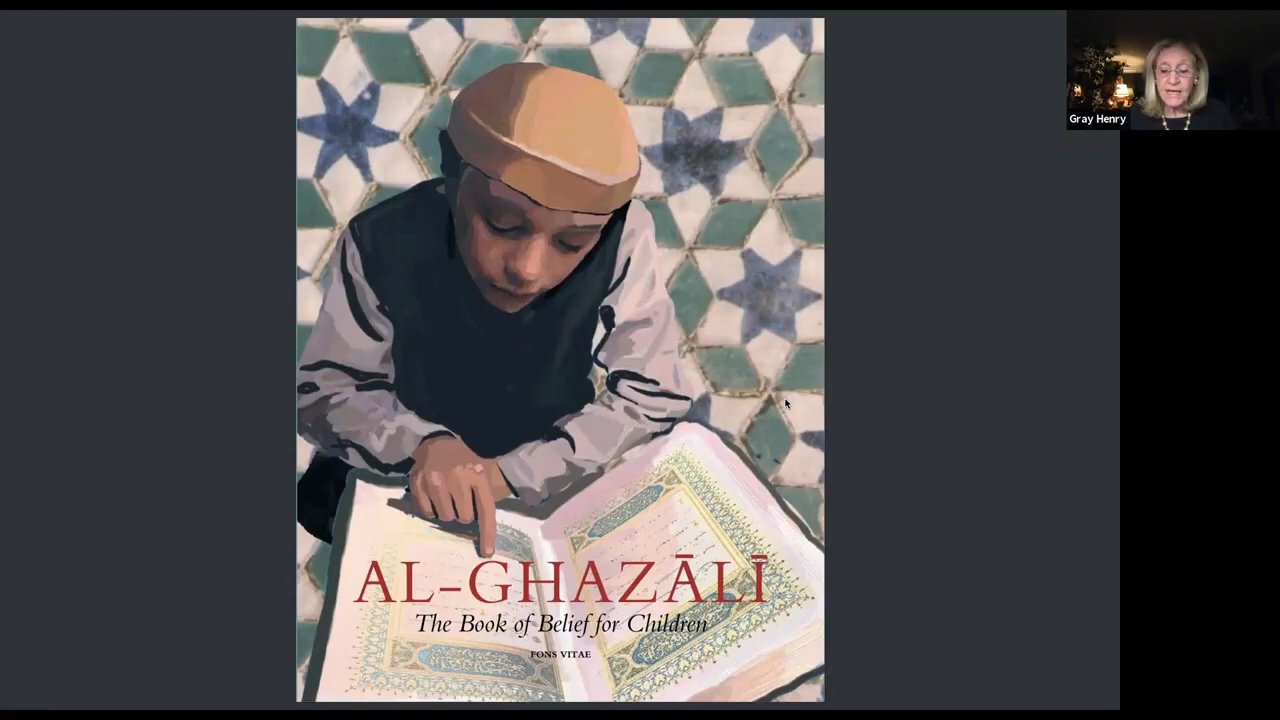 AL-GHAZĀLĪ
The Book of Belief for Children
FONS VITAE
Gray Henry